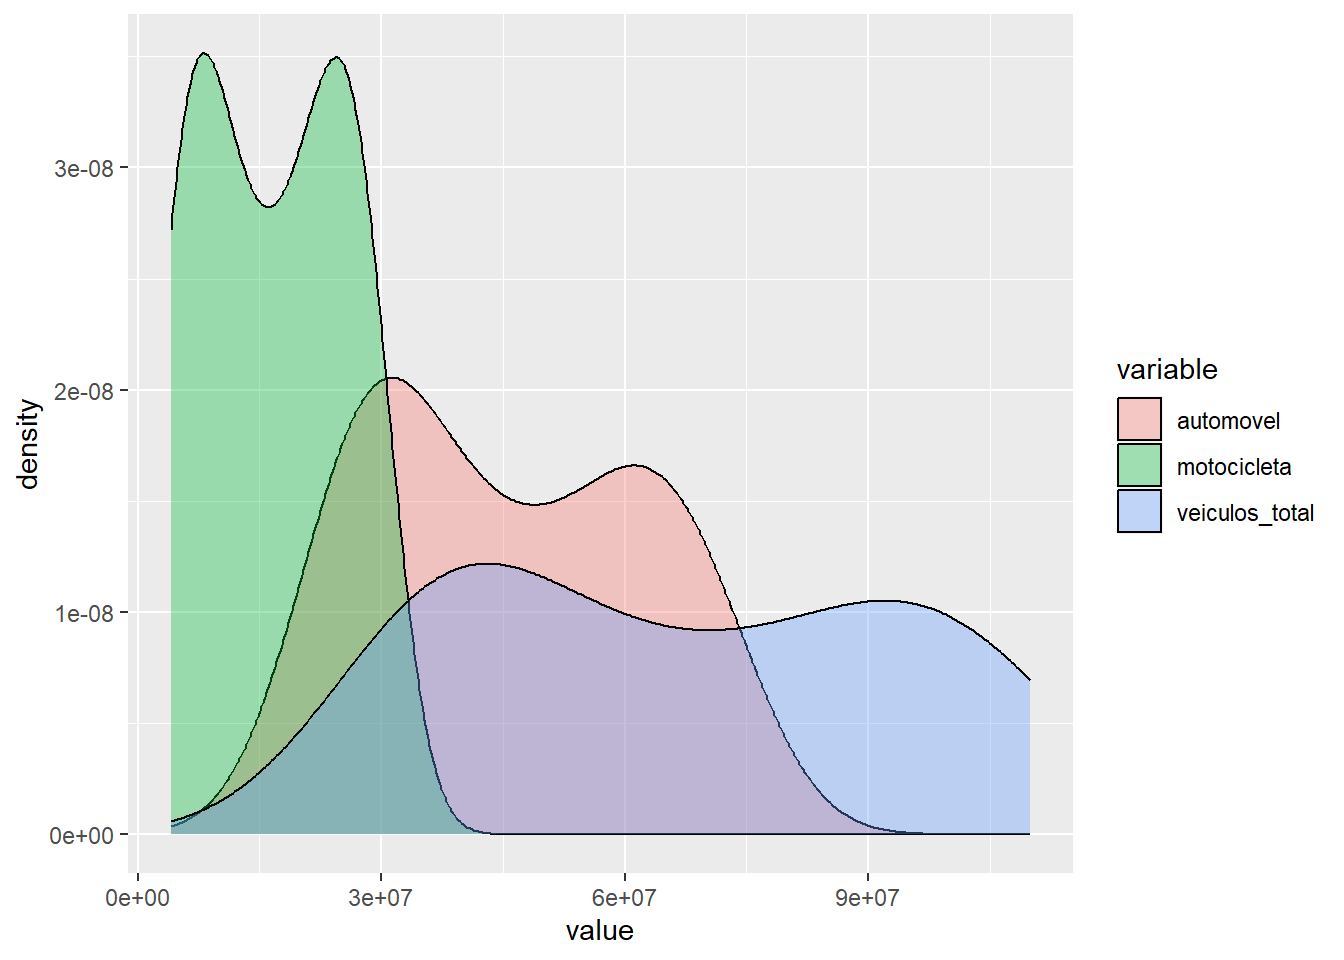 density
3e-08
2e-08
1e-08
0e+00
0e+00 3e+07 6e+07 9e+07
value
variable
automovel
motocicleta
veiculos_total